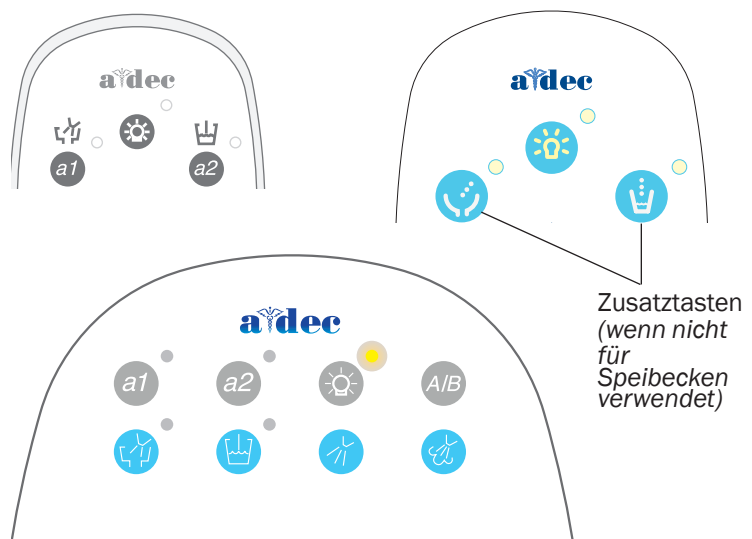 a dec
a dec
a1
a2
Zusatztasten
(wenn nicht
für
Speibecken
verwendet)
a dec
a1
a2
A/B